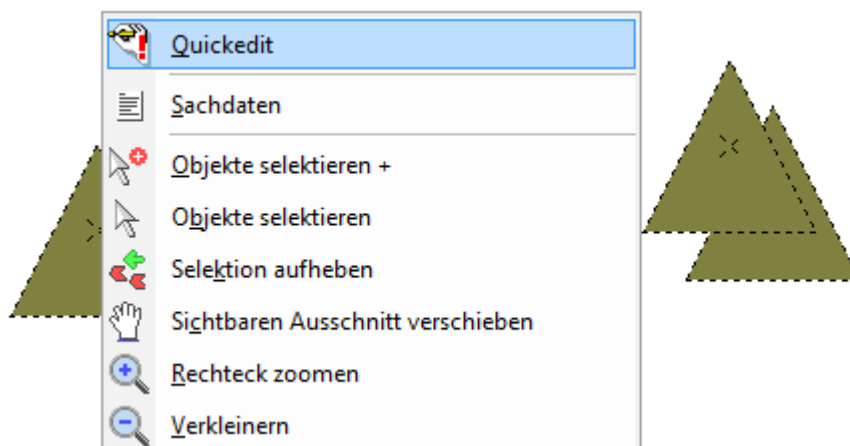 Quickedit
Sachdaten
Objekte selektieren +
Objekte selektieren
Selektion aufheben
Sichtbaren Ausschnitt verschieben
Rechteck zoomen
Verkleinern